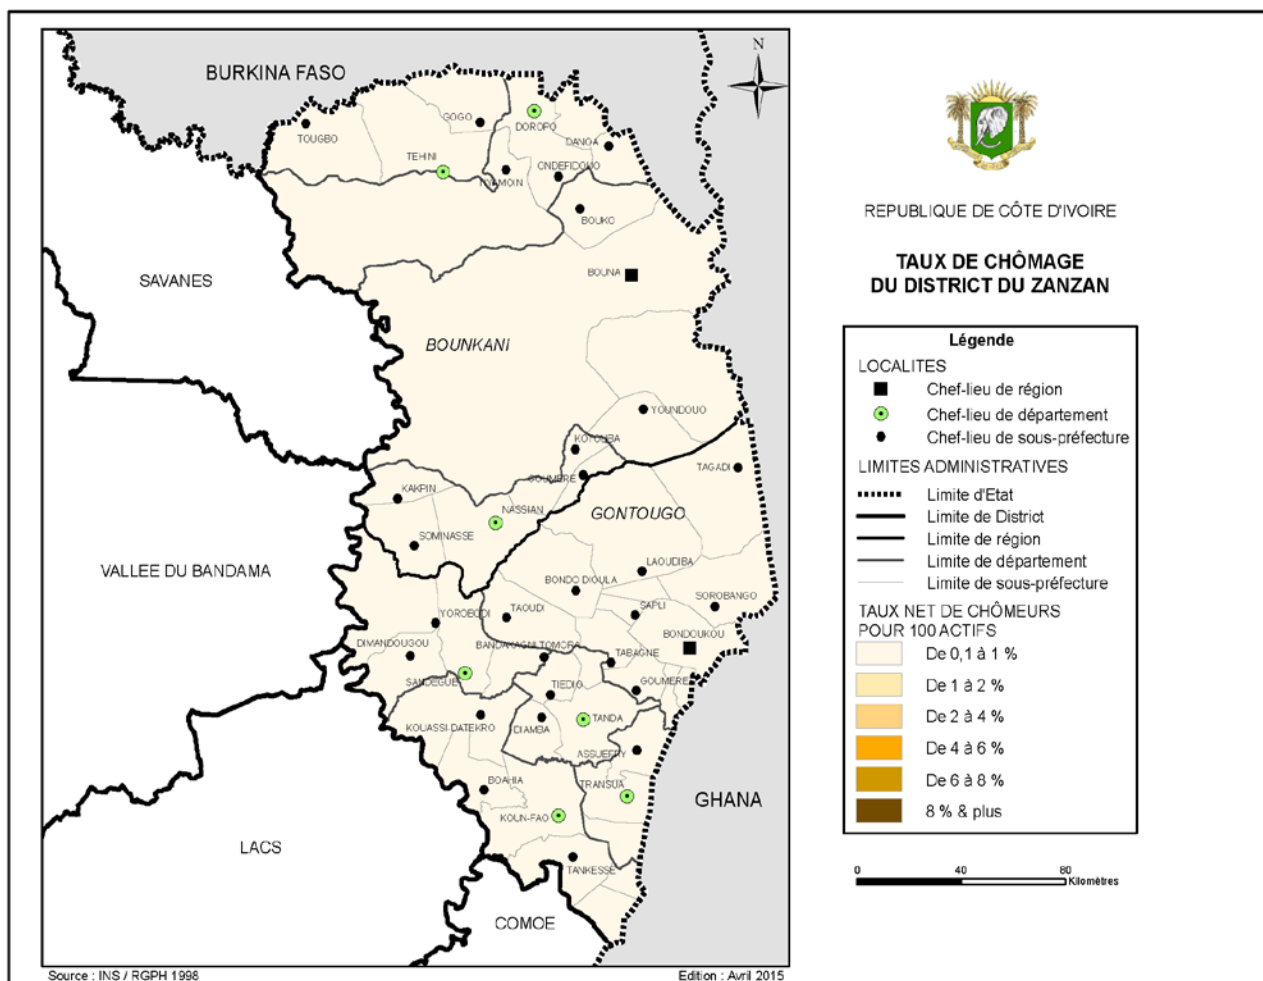 BURKINA FASO
N
TOUGBO
GOGO
DOROPO
DANOA
TEHINI
ONDEFIDOUO
BOUKO
BOUNA
SAVANES
BOUNKANI
YOUNDOUO
KOTOUBA
TAGADI
KAKPIN
NASSIAN
GONTOUGO
SOMINASSE
LAOUDIBA
VALLEE DU BANDAMA
BONDO DIOULA
SOROBANGO
YOROBODI
TAOUDI
SAPLI
BONDOUKOU
DIMANDOUGOU
BANDAKAGNI TOMORA
TABAGNE
SANDEGUE
TIEDIO
GOUMERE
KOUASSI-DATEKRO
DIAMBA
TANDA
ASSUEFRY
BOAHIA
TRANSUA
KOUN-FAO
GHANA
LACS
TANKESSE
COMOE
Source : INS / RGPH 1998
Edition : Avril 2015
REPUBLIQUE DE CÔTE D'IVOIRE
TAUX DE CHÔMAGE
DU DISTRICT DU ZANZAN
Légende
LOCALITES
Chef-lieu de région
Chef-lieu de département
Chef-lieu de sous-préfecture
LIMITES ADMINISTRATIVES
Limite d'Etat
Limite de District
Limite de région
Limite de département
Limite de sous-préfecture
TAUX NET DE CHÔMEURS
POUR 100 ACTIFS
De 0,1 à 1 %
De 1 à 2 %
De 2 à 4 %
De 4 à 6 %
De 6 à 8 %
8 % & plus
0 40 80
Kilomètres